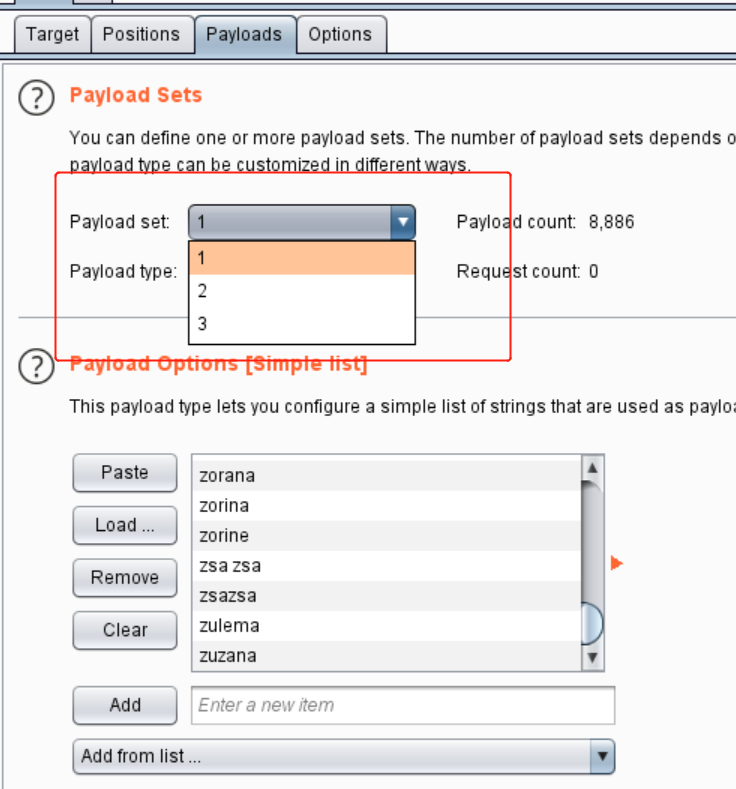 Target Positions Payloads Options
Payload Sets
You can define one or more payload sets. The number of payload sets depends
payload type can be customized in different ways.
Payload set: 1 Payload count: 8,886
1
Payload type: Request count: 0
2
3
Payload Options [Simple list]
This payload type lets you configure a simple list of strings that are used as
Paste zorana
zorina
Load ... zorine
zsa zsa
Remove zsazsa
Clear zulema
zuzana
Add Enter a new item
Add from list ...